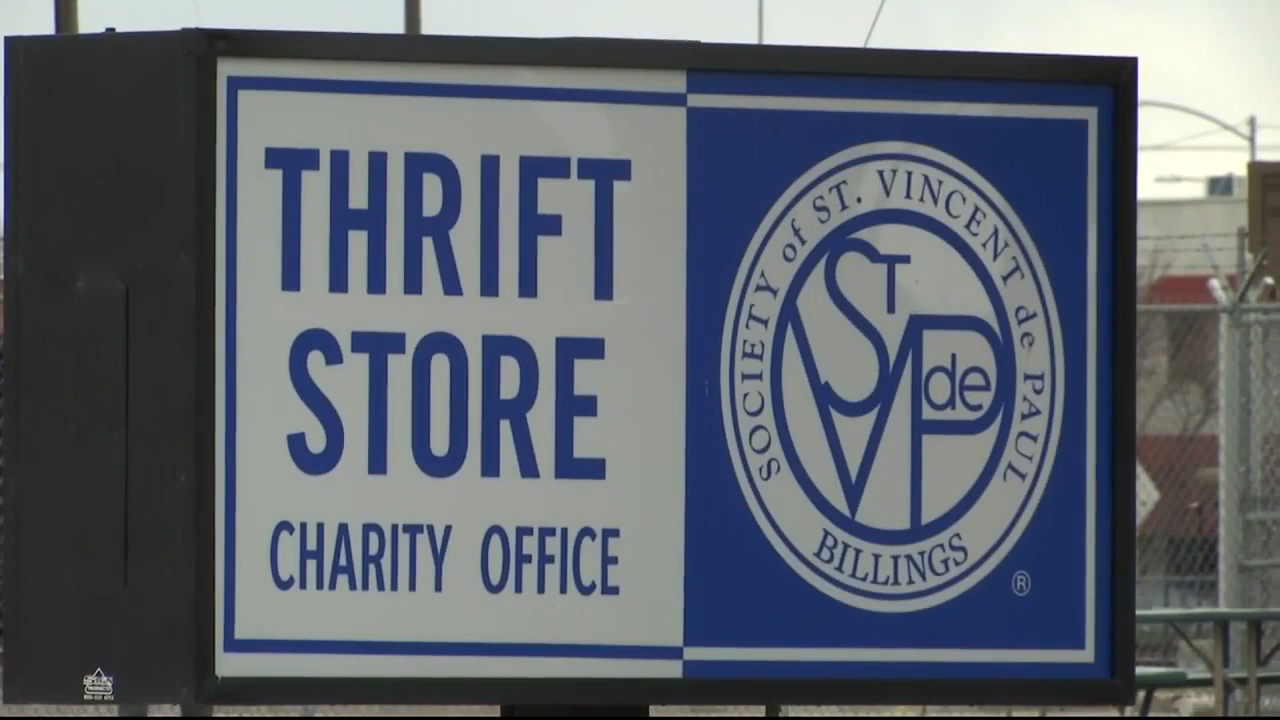 THRIFT
STORE
CHARITY OFFICE
SOCIETY of ST. VINCENT de PAUL
ST
V
P
de
BILLINGS
®